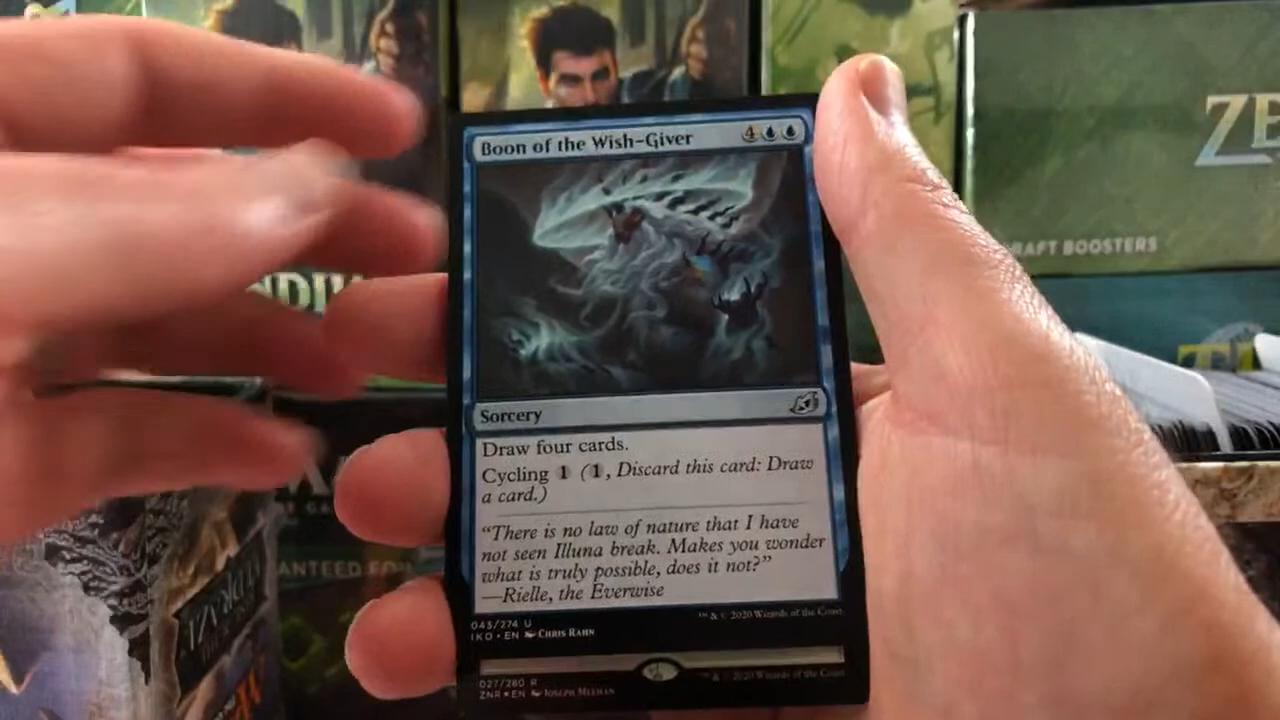 Boon of the Wish-Giver
4
ZE
RAFT BOOSTERS
Sorcery
Draw four cards.
Cycling 1 (1, Discard this card: Draw
a card.)
“There is no law of nature that I have
not seen Illuna break. Makes you wonder
what is truly possible, does it not?”
—Rielle, the Everwise
043/274 U
™ & © 2020 Wizards of the Coast
IKO • EN Chris Rahn
027/280 R
™ & © 2020 Wizards of the Coast
ZNR ★ EN Joseph Meehan